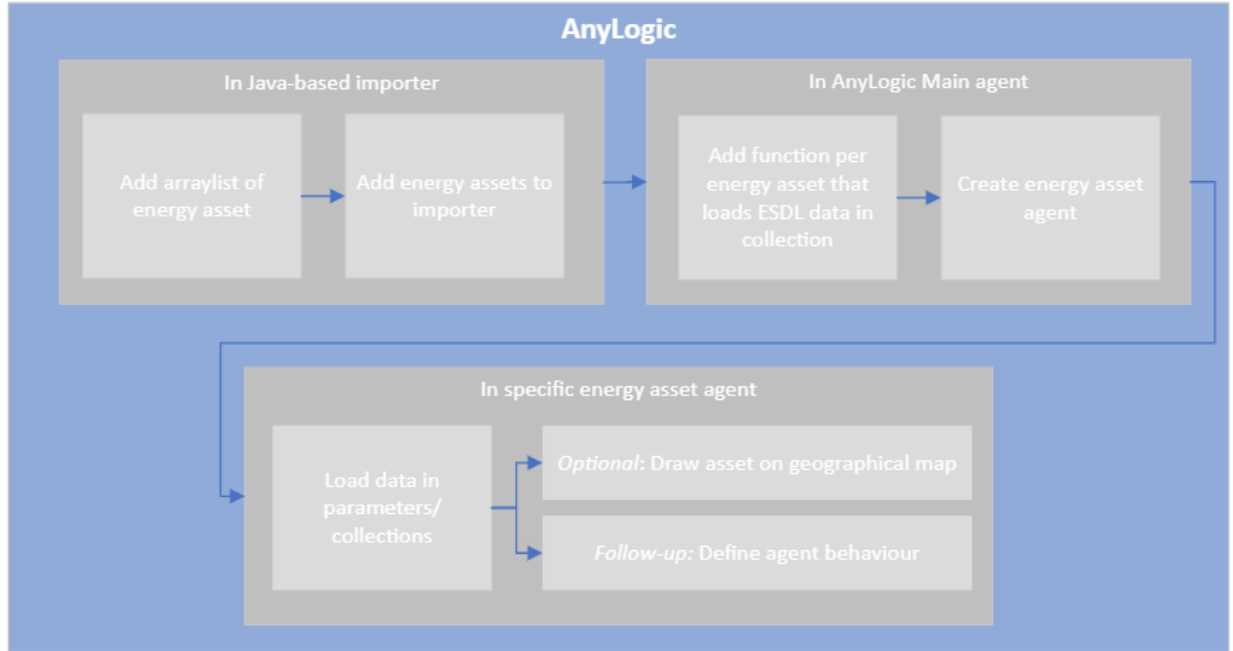 AnyLogic
In Java-based importer
Add arraylist of
energy asset
Add energy assets to
importer
In AnyLogic Main agent
Add function per
energy asset that
loads ESDL data in
collection
Create energy asset
agent
In specific energy asset agent
Load data in
parameters/
collections
Optional: Draw asset on geographical map
Follow-up: Define agent behaviour